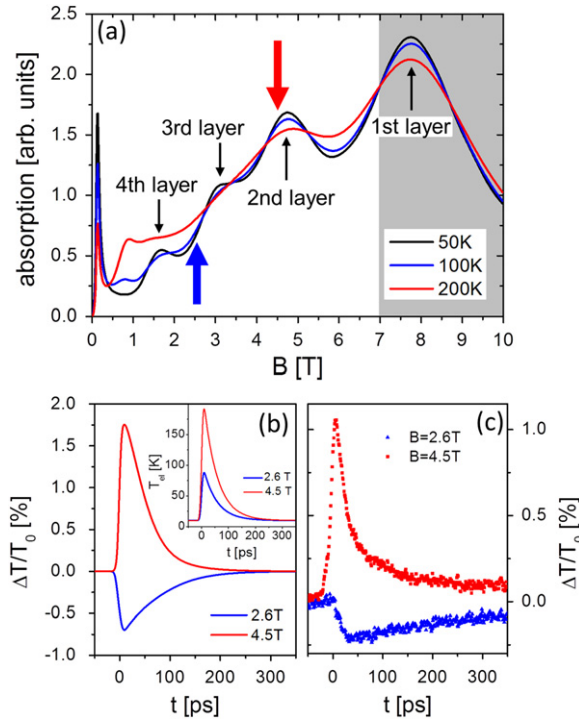 (a)
absorption [arb. units]
2.5
2.0
1.5
1.0
0.5
0.0
3rd layer
4th layer
1st layer
2nd layer
50K
100K
200K
0 1 2 3 4 5 6 7 8 9 10
B [T]
(b)
ΔT/T0 [%]
2.0
1.5
1.0
0.5
0.0
-0.5
-1.0
Tel [K]
150
100
50
2.6 T
4.5 T
0 100 200 300
t [ps]
2.6T
4.5T
0 100 200 300
t [ps]
(c)
B=2.6T
B=4.5T
1.0
0.5
0.0
ΔT/T0 [%]
0 100 200 300
t [ps]